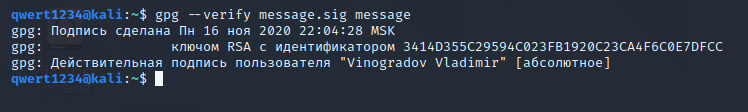 qwert1234@kali:~$ gpg --verify message.sig message
gpg: Подпись сделана Пн 16 ноя 2020 22:04:28 MSK
gpg:                ключом RSA с идентификатором 3414D355C29594C023FB1920C23CA4F6C0E7DFCC
gpg: Действительная подпись пользователя "Vinogradov Vladimir" [абсолютное]
qwert1234@kali:~$